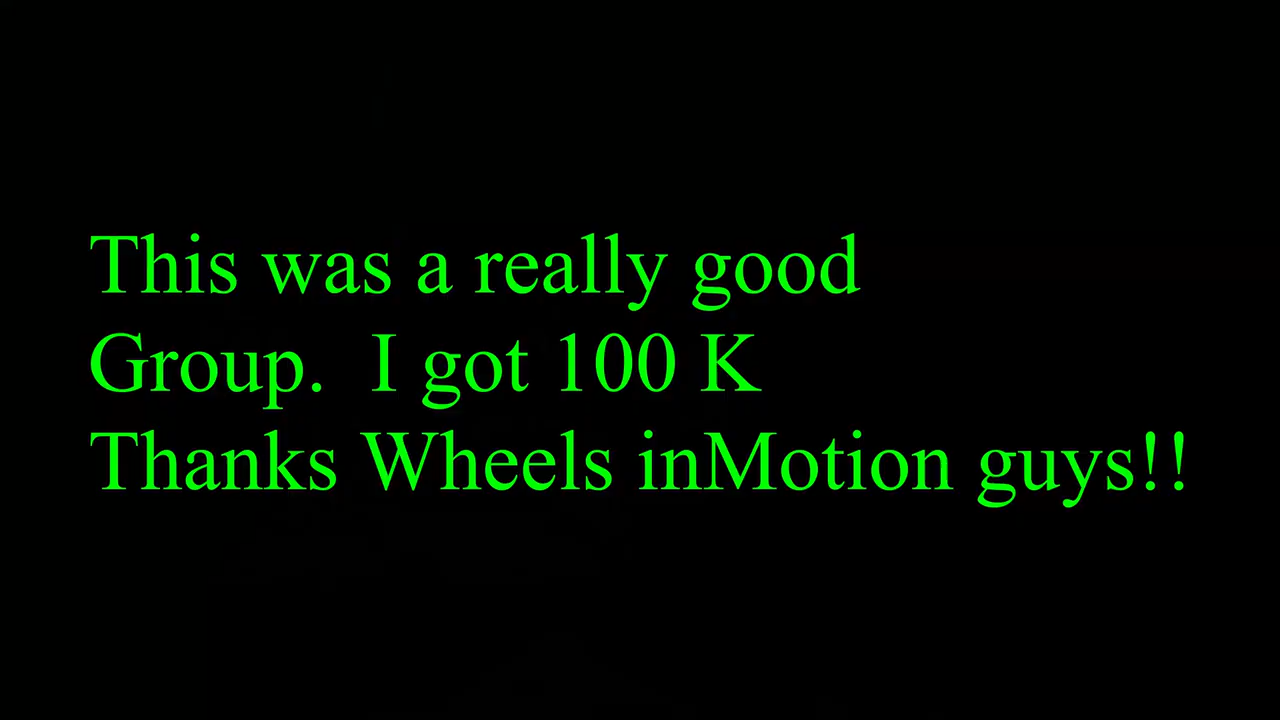 This was a really good
Group.  I got 100 K
Thanks Wheels inMotion guys!!